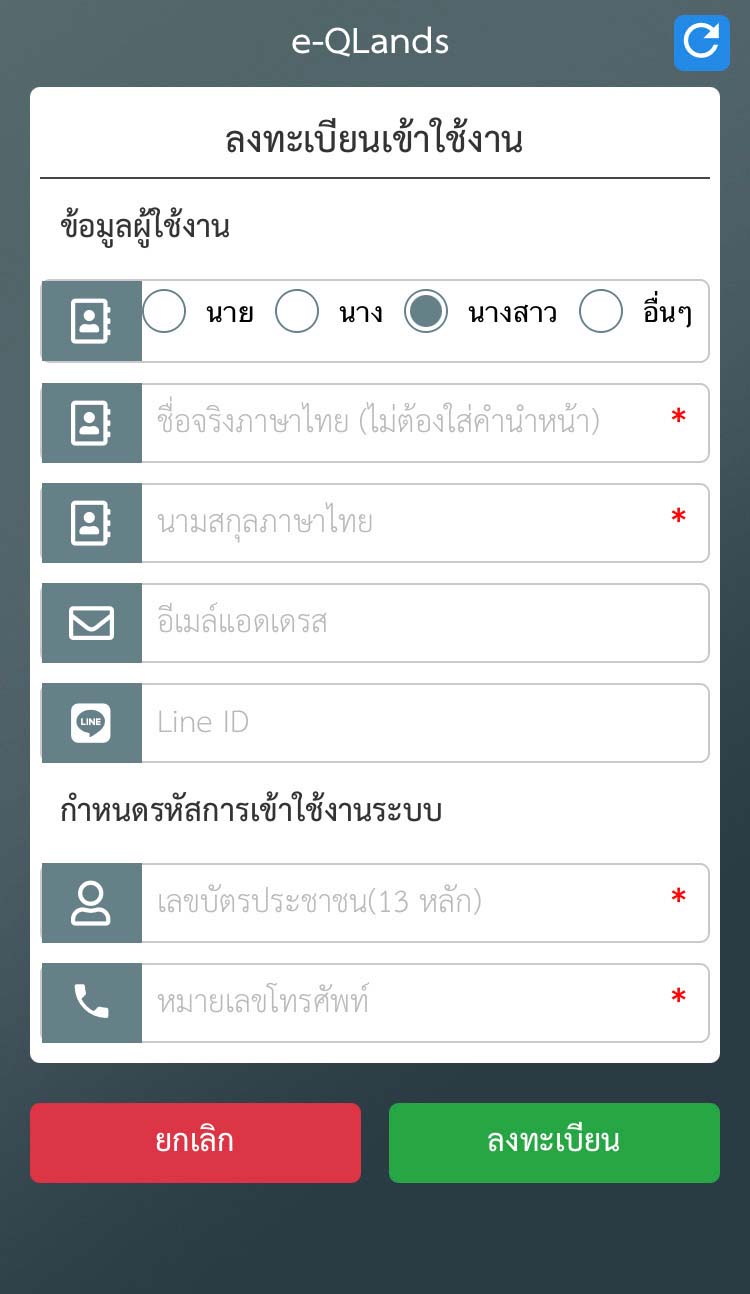 e-QLands
ลงทะเบียนเข้าใช้งาน
ข้อมูลผู้ใช้งาน
นาย นาง นางสาว อื่นๆ
ชื่อจริงภาษาไทย (ไม่ต้องใส่คำนำหน้า) *
นามสกุลภาษาไทย *
อีเมล์แอดเดรส
LINE Line ID
กำหนดรหัสการเข้าใช้งานระบบ
เลขบัตรประชาชน(13 หลัก) *
หมายเลขโทรศัพท์ *
ยกเลิก ลงทะเบียน